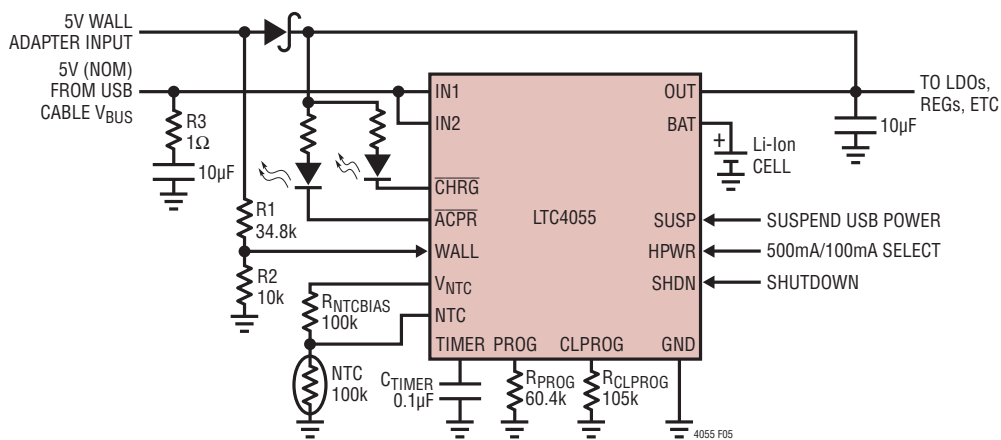 5V WALL
ADAPTER INPUT
5V (NOM)
FROM USB
CABLE VBUS
R3
1Ω
10µF
R1
34.8k
R2
10k
RNTCBIAS
100k
NTC
100k
IN1
IN2
CHRG
ACPR
WALL
VNTC
NTC
TIMER
PROG
CLPROG
GND
LTC4055
OUT
BAT
SUSP
HPWR
SHDN
TO LDOs,
REGs, ETC
10µF
+
Li-Ion
CELL
SUSPEND USB POWER
500mA/100mA SELECT
SHUTDOWN
CTIMER
0.1µF
RPROG
60.4k
RCLPROG
105k
4055 F05